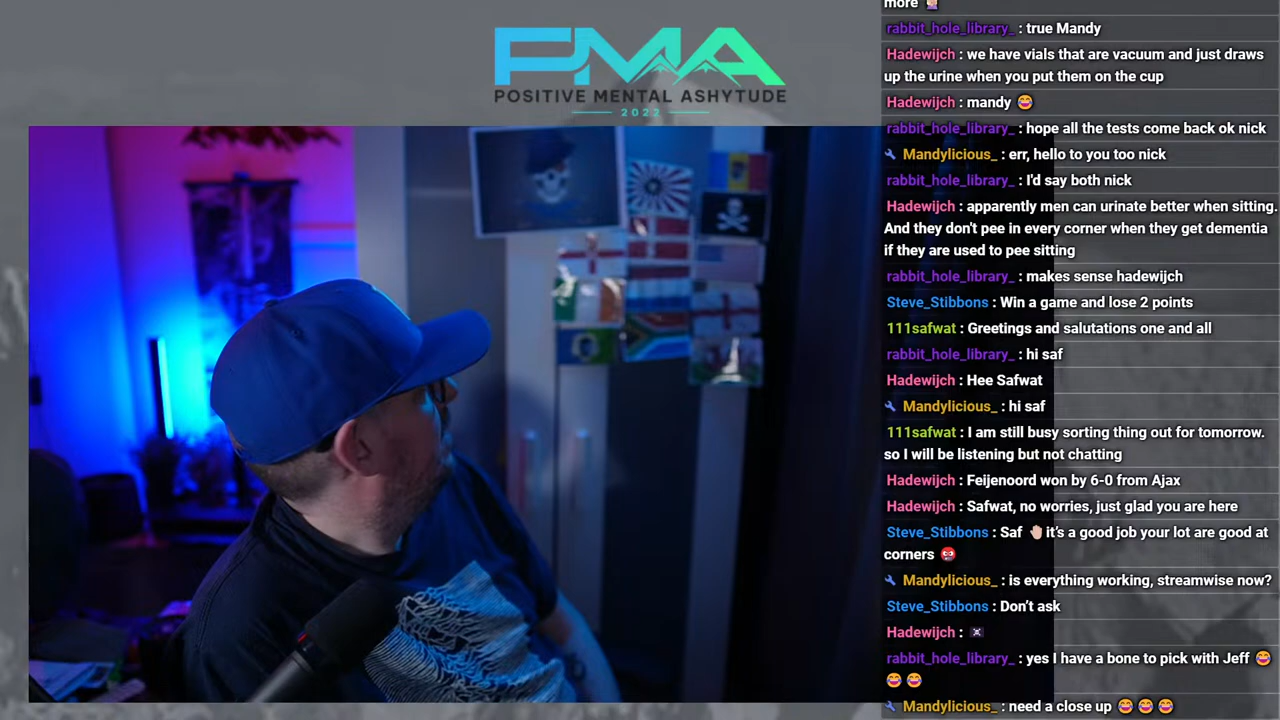 PMA
POSITIVE MENTAL ASHYTUDE
2022
more 
rabbit_hole_library_ : true Mandy
Hadewijch : we have vials that are vacuum and just draws
up the urine when you put them on the cup
Hadewijch : mandy 😂
rabbit_hole_library_ : hope all the tests come back ok nick
Mandylicious_ : err, hello to you too nick
rabbit_hole_library_ : I'd say both nick
Hadewijch : apparently men can urinate better when sitting.
And they don't pee in every corner when they get dementia
if they are used to pee sitting
rabbit_hole_library_ : makes sense hadewijch
Steve_Stibbons : Win a game and lose 2 points
111safwat : Greetings and salutations one and all
rabbit_hole_library_ : hi saf
Hadewijch : Hee Safwat
Mandylicious_ : hi saf
111safwat : I am still busy sorting thing out for tomorrow.
so I will be listening but not chatting
Hadewijch : Feijenoord won by 6-0 from Ajax
Hadewijch : Safwat, no worries, just glad you are here
Steve_Stibbons : Saf 🤚🏻it’s a good job your lot are good at
corners 👹
Mandylicious_ : is everything working, streamwise now?
Steve_Stibbons : Don’t ask
Hadewijch : 🏴‍☠️
rabbit_hole_library_ : yes I have a bone to pick with Jeff 😂
😂 😂
Mandylicious_ : need a close up 😂 😂 😂